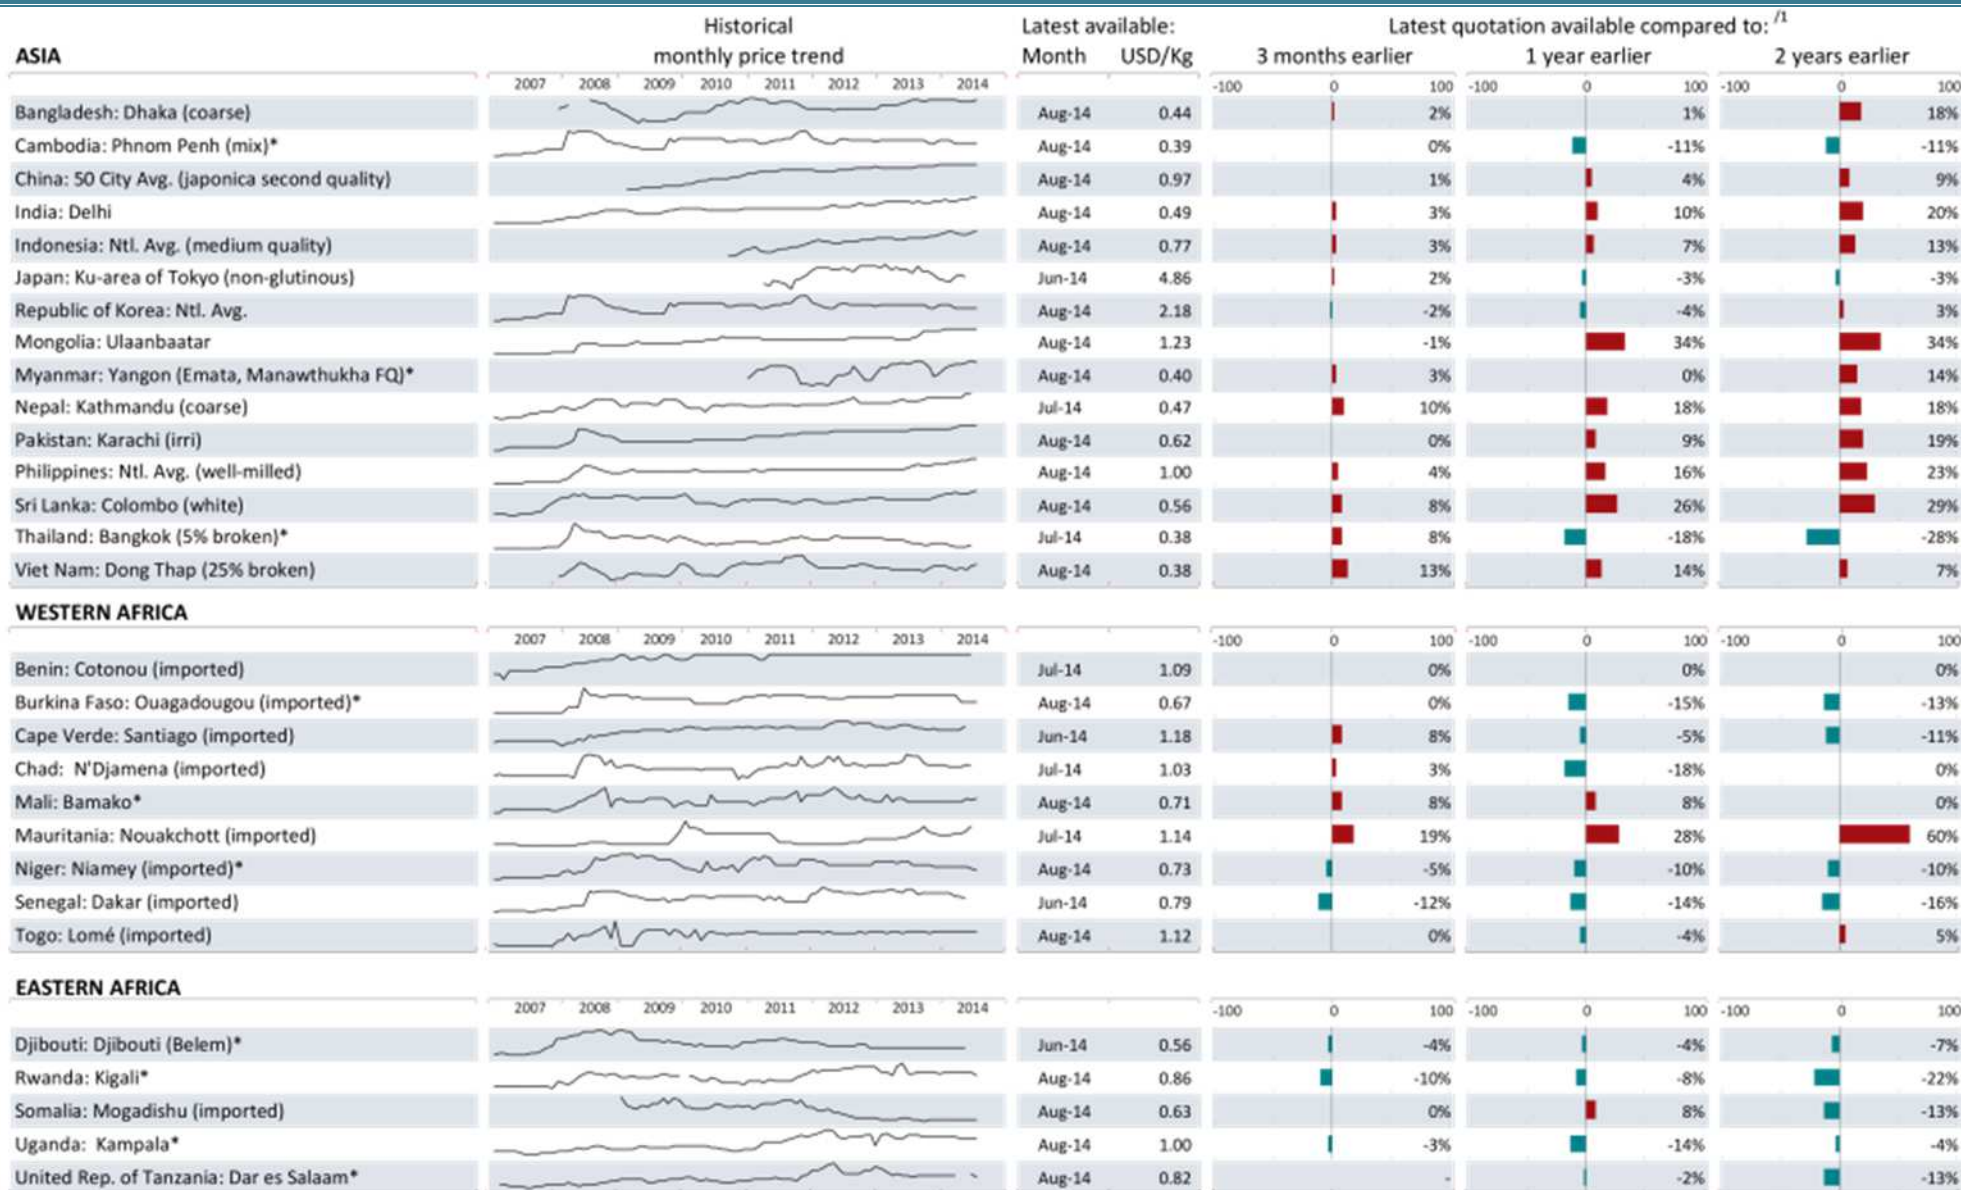 Historical Latest available: Latest quotation available compared to: /1
ASIA monthly price trend Month USD/Kg 3 months earlier 1 year earlier 2 years earlier
2007 2008 2009 2010 2011 2012 2013 2014 -100 0 100 -100 0 100 -100 0 100
Bangladesh: Dhaka (coarse) Aug-14 0.44 2% 1% 18%
Cambodia: Phnom Penh (mix)* Aug-14 0.39 0% -11% -11%
China: 50 City Avg. (japonica second quality) Aug-14 0.97 1% 4% 9%
India: Delhi Aug-14 0.49 3% 10% 20%
Indonesia: Ntl. Avg. (medium quality) Aug-14 0.77 3% 7% 13%
Japan: Ku-area of Tokyo (non-glutinous) Jun-14 4.86 2% -3% -3%
Republic of Korea: Ntl. Avg. Aug-14 2.18 -2% -4% 3%
Mongolia: Ulaanbaatar Aug-14 1.23 -1% 34% 34%
Myanmar: Yangon (Emata, Manawthukha FQ)* Aug-14 0.40 3% 0% 14%
Nepal: Kathmandu (coarse) Jul-14 0.47 10% 18% 18%
Pakistan: Karachi (irri) Aug-14 0.62 0% 9% 19%
Philippines: Ntl. Avg. (well-milled) Aug-14 1.00 4% 16% 23%
Sri Lanka: Colombo (white) Aug-14 0.56 8% 26% 29%
Thailand: Bangkok (5% broken)* Jul-14 0.38 8% -18% -28%
Viet Nam: Dong Thap (25% broken) Aug-14 0.38 13% 14% 7%
WESTERN AFRICA
2007 2008 2009 2010 2011 2012 2013 2014 -100 0 100 -100 0 100 -100 0 100
Benin: Cotonou (imported) Jul-14 1.09 0% 0% 0%
Burkina Faso: Ouagadougou (imported)* Aug-14 0.67 0% -15% -13%
Cape Verde: Santiago (imported) Jun-14 1.18 8% -5% -11%
Chad: N'Djamena (imported) Jul-14 1.03 3% -18% 0%
Mali: Bamako* Aug-14 0.71 8% 8% 0%
Mauritania: Nouakchott (imported) Jul-14 1.14 19% 28% 60%
Niger: Niamey (imported)* Aug-14 0.73 -5% -10% -10%
Senegal: Dakar (imported) Jun-14 0.79 -12% -14% -16%
Togo: Lomé (imported) Aug-14 1.12 0% -4% 5%
EASTERN AFRICA
2007 2008 2009 2010 2011 2012 2013 2014 -100 0 100 -100 0 100 -100 0 100
Djibouti: Djibouti (Belem)* Jun-14 0.56 -4% -4% -7%
Rwanda: Kigali* Aug-14 0.86 -10% -8% -22%
Somalia: Mogadishu (imported) Aug-14 0.63 0% 8% -13%
Uganda: Kampala* Aug-14 1.00 -3% -14% -4%
United Rep. of Tanzania: Dar es Salaam* Aug-14 0.82 - -2% -13%